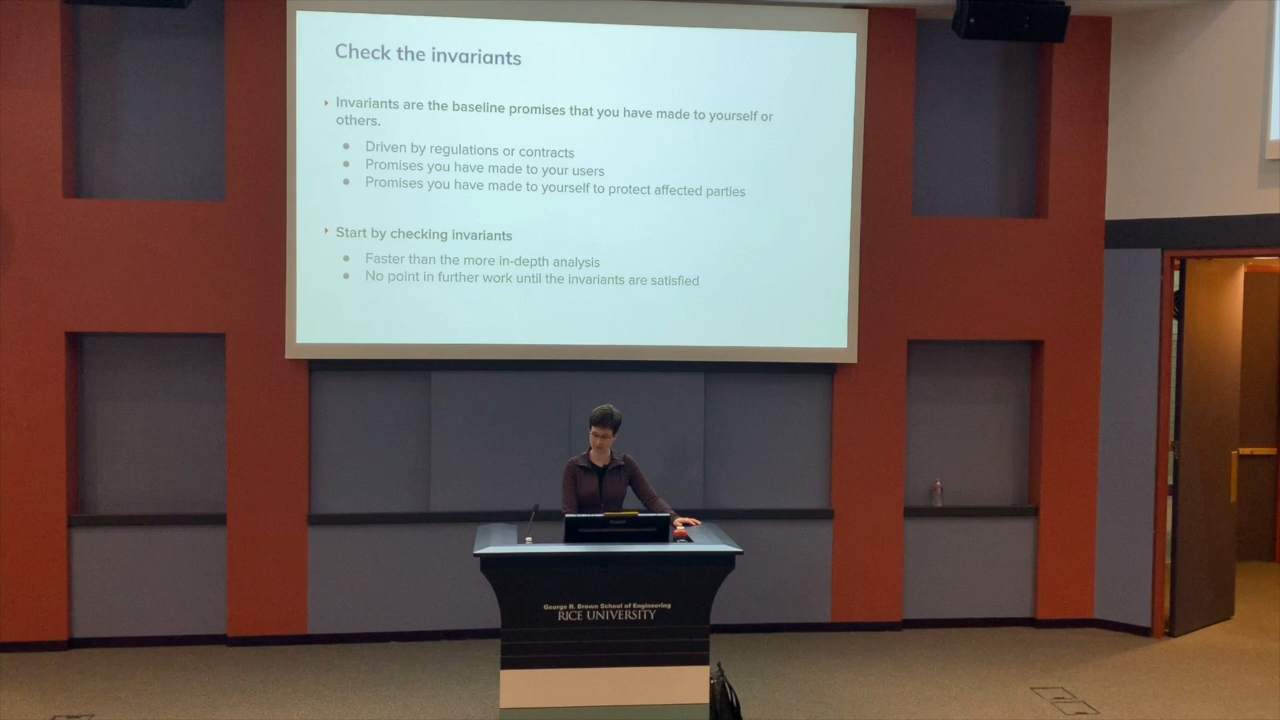 Check the invariants
Invariants are the baseline promises that you have made to yourself or
others.
Driven by regulations or contracts
Promises you have made to your users
Promises you have made to yourself to protect affected parties
Start by checking invariants
Faster than the more in-depth analysis
No point in further work until the invariants are satisfied
George R. Brown School of Engineering
RICE UNIVERSITY